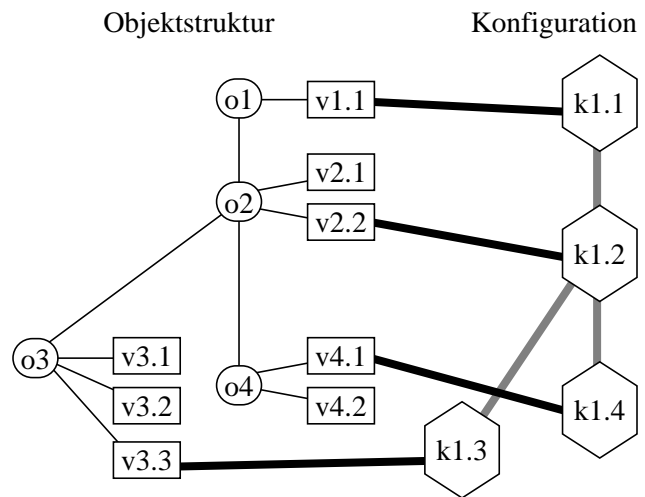 Objektstruktur Konfiguration
o1 v1.1 k1.1
v2.1
o2
v2.2 k1.2
o3 v3.1 v4.1
o4
v3.2 v4.2 k1.4
v3.3 k1.3